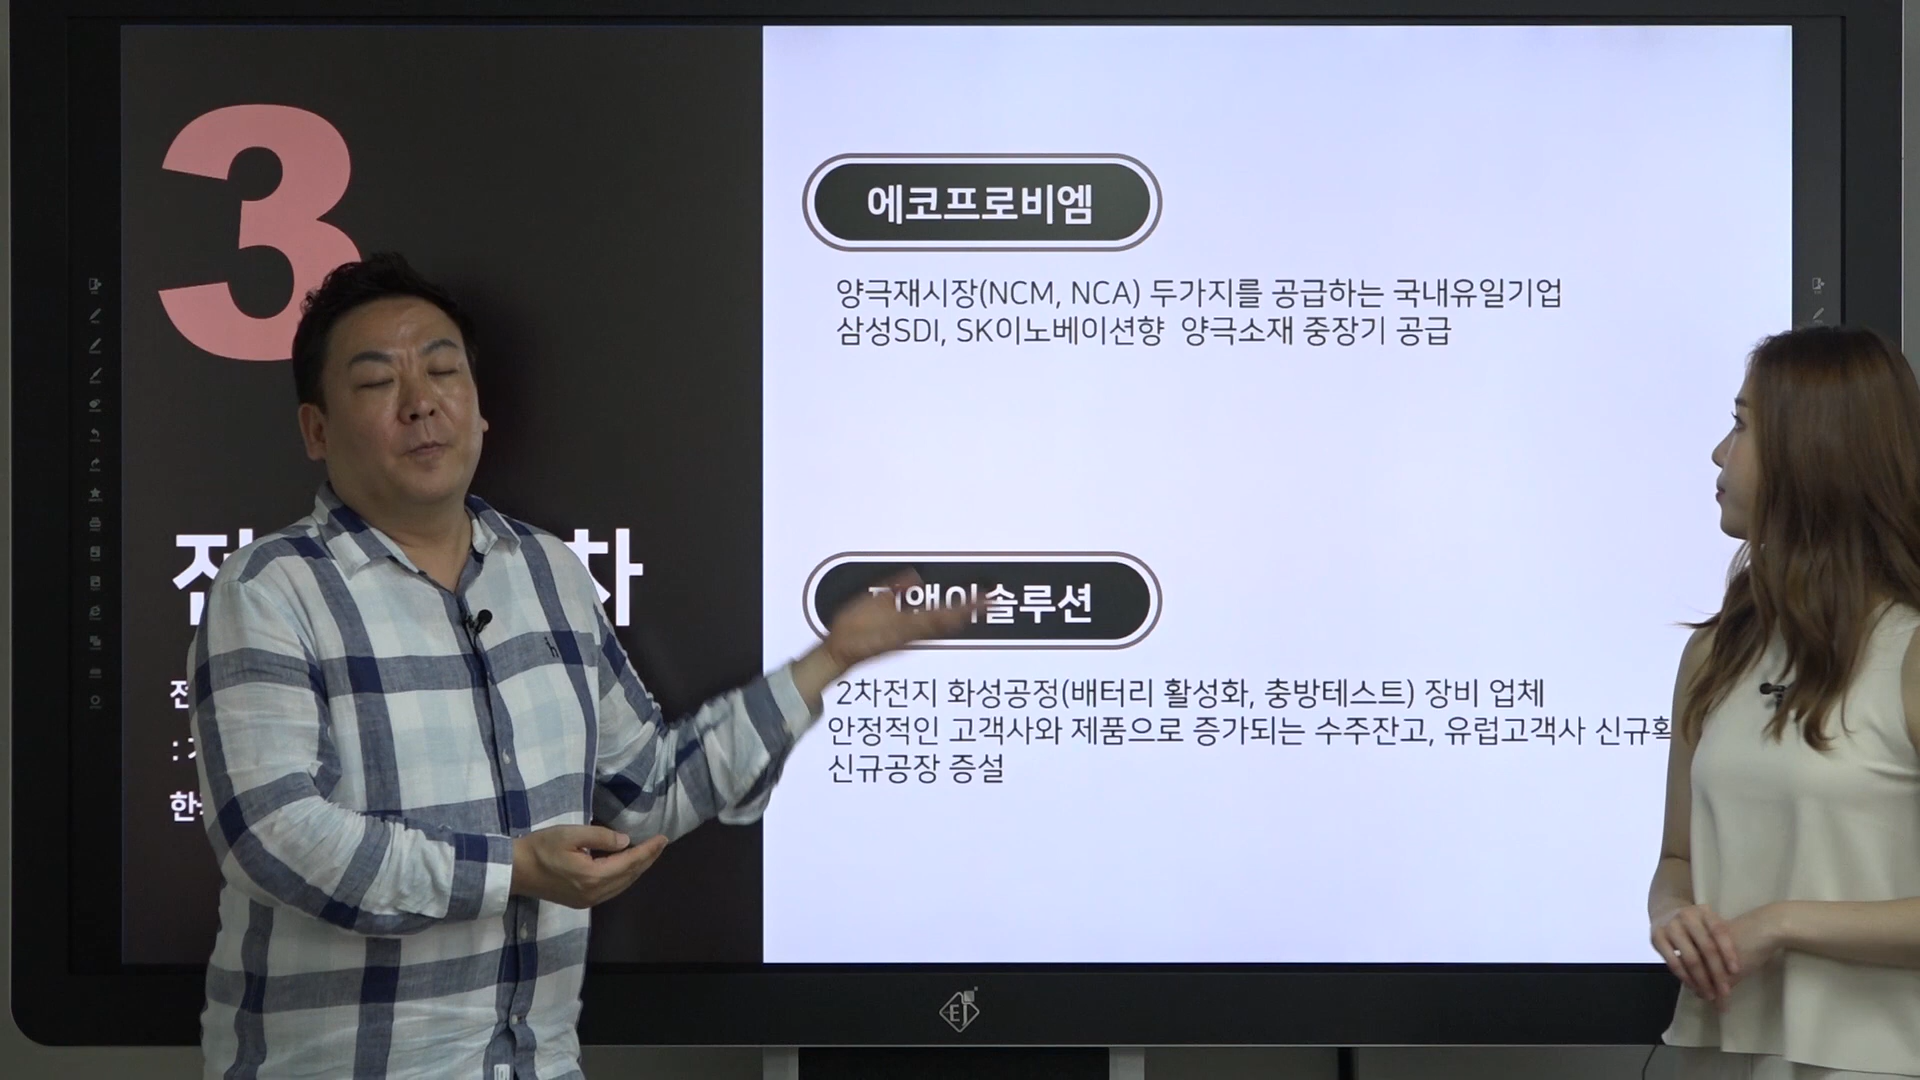 3
차
에코프로비엠
양극재시장(NCM, NCA) 두가지를 공급하는 국내유일기업
삼성SDI, SK이노베이션향 양극소재 중장기 공급
솔루션
2차전지 화성공정(배터리 활성화, 충방테스트) 장비 업체
안정적인 고객사와 제품으로 증가되는 수주잔고, 유럽고객사
신규공장 증설